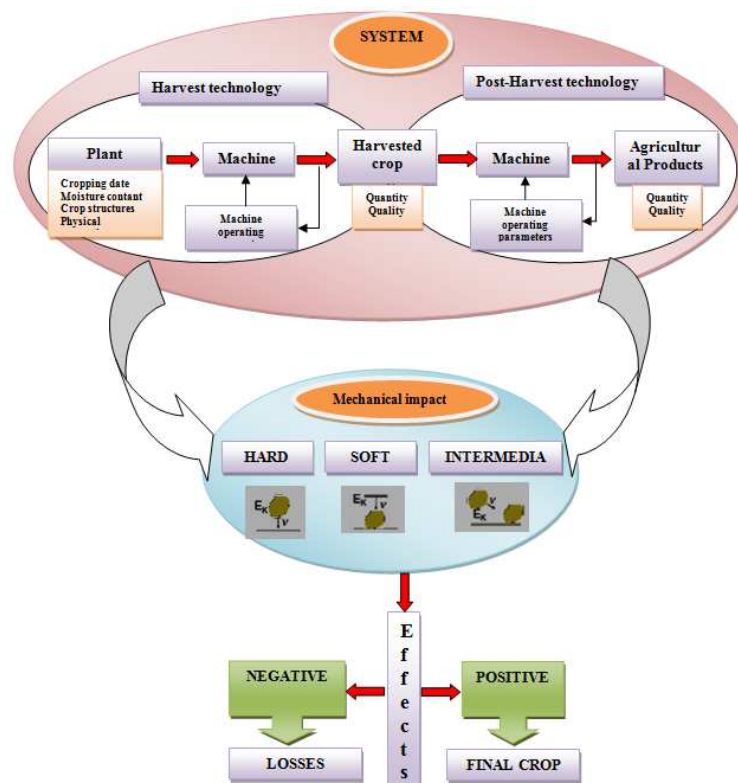 SYSTEM
Harvest technology
Post-Harvest technology
Plant
Cropping date
Moisture contant
Crop structures
Physical
Machine
Machine
operating
Harvested
crop
Quantity
Quality
Machine
Machine
operating
parameters
Agricultur
al Products
Quantity
Quality
Mechanical impact
HARD
SOFT
INTERMEDIA
EK
v
EK
v
EK
v
Effects
NEGATIVE
POSITIVE
LOSSES
FINAL CROP